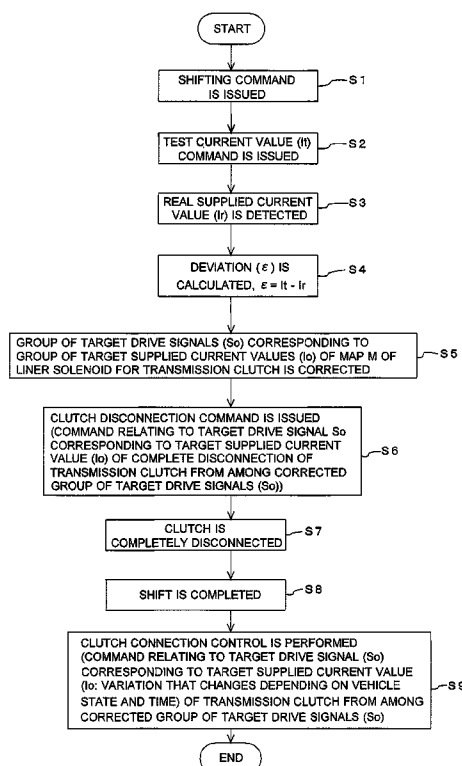 START
SHIFTING COMMAND
IS ISSUED
S1
TEST CURRENT VALUE (It)
COMMAND IS ISSUED
S2
REAL SUPPLIED CURRENT
VALUE (Ir) IS DETECTED
S3
DEVIATION (ε) IS
CALCULATED, ε = It - Ir
S4
GROUP OF TARGET DRIVE SIGNALS (So) CORRESPONDING TO
GROUP OF TARGET SUPPLIED CURRENT VALUES (Io) OF MAP M OF
LINER SOLENOID FOR TRANSMISSION CLUTCH IS CORRECTED
S5
CLUTCH DISCONNECTION COMMAND IS ISSUED
(COMMAND RELATING TO TARGET DRIVE SIGNAL So
CORRESPONDING TO TARGET SUPPLIED CURRENT
VALUE (Io) OF COMPLETE DISCONNECTION OF
TRANSMISSION CLUTCH FROM AMONG CORRECTED
GROUP OF TARGET DRIVE SIGNALS (So))
S6
CLUTCH IS
COMPLETELY DISCONNECTED
S7
SHIFT IS COMPLETED
S8
CLUTCH CONNECTION CONTROL IS PERFORMED
(COMMAND RELATING TO TARGET DRIVE SIGNAL (So)
CORRESPONDING TO TARGET SUPPLIED CURRENT VALUE
(Io: VARIATION THAT CHANGES DEPENDING ON VEHICLE
STATE AND TIME) OF TRANSMISSION CLUTCH FROM AMONG
CORRECTED GROUP OF TARGET DRIVE SIGNALS (So)
S9
END